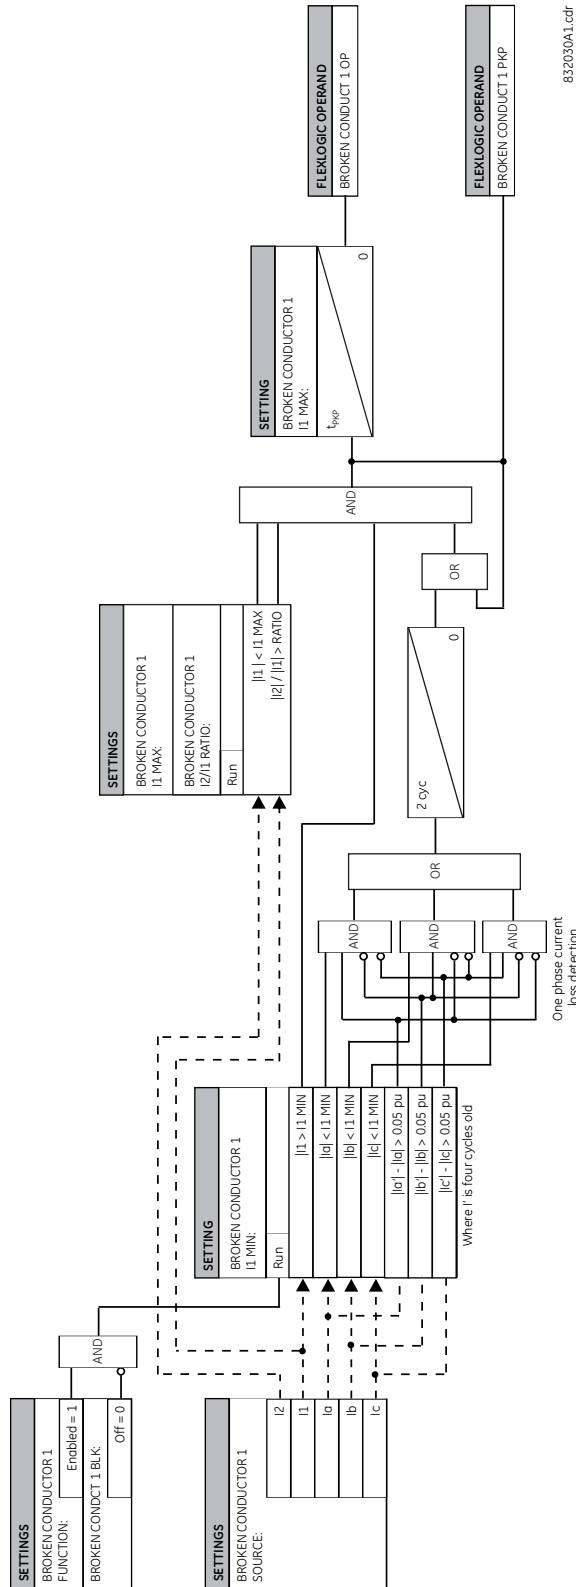 SETTINGS
BROKEN CONDUCTOR 1
FUNCTION:
Enabled = 1
BROKEN CONDCT 1 BLK:
Off = 0
AND
SETTINGS
BROKEN CONDUCTOR 1
SOURCE:
I2
I1
Ia
Ib
Ic
SETTING
BROKEN CONDUCTOR 1
I1 MIN:
Run
|I1 > I1 MIN
|Ia| < I1 MIN
|Ib| < I1 MIN
|Ic| < I1 MIN
|Ia'| - |Ia| > 0.05 pu
|Ib'| - |Ib| > 0.05 pu
|Ic'| - |Ic| > 0.05 pu
Where I' is four cycles old
SETTINGS
BROKEN CONDUCTOR 1
I1 MAX:
BROKEN CONDUCTOR 1
I2/I1 RATIO:
Run
|I1 | < I1 MAX
|I2| / |I1| > RATIO
AND
AND
AND
One phase current
loss detection
OR
2 cyc
0
OR
AND
SETTING
BROKEN CONDUCTOR 1
I1 MAX:
tPKP
0
FLEXLOGIC OPERAND
BROKEN CONDUCT 1 OP
FLEXLOGIC OPERAND
BROKEN CONDUCT 1 PKP
832030A1.cdr